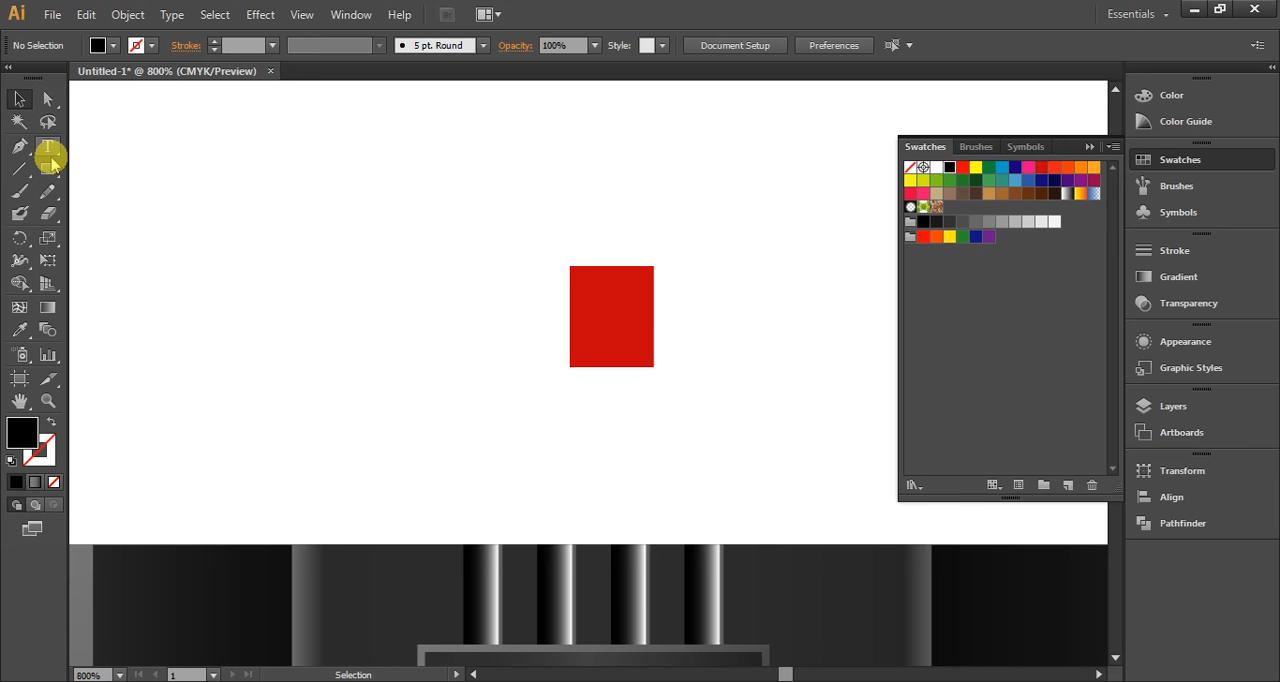 Ai File Edit Object Type Select Effect View Window Help Essentials
No Selection Stroke: 5 pt. Round Opacity: 100% Style: Document Setup Preferences
Untitled-1* @ 800% (CMYK/Preview) ×
T
Swatches Brushes Symbols
Color
Color Guide
Swatches
Brushes
Symbols
Stroke
Gradient
Transparency
Appearance
Graphic Styles
Layers
Artboards
Transform
Align
Pathfinder
800% 1 Selection